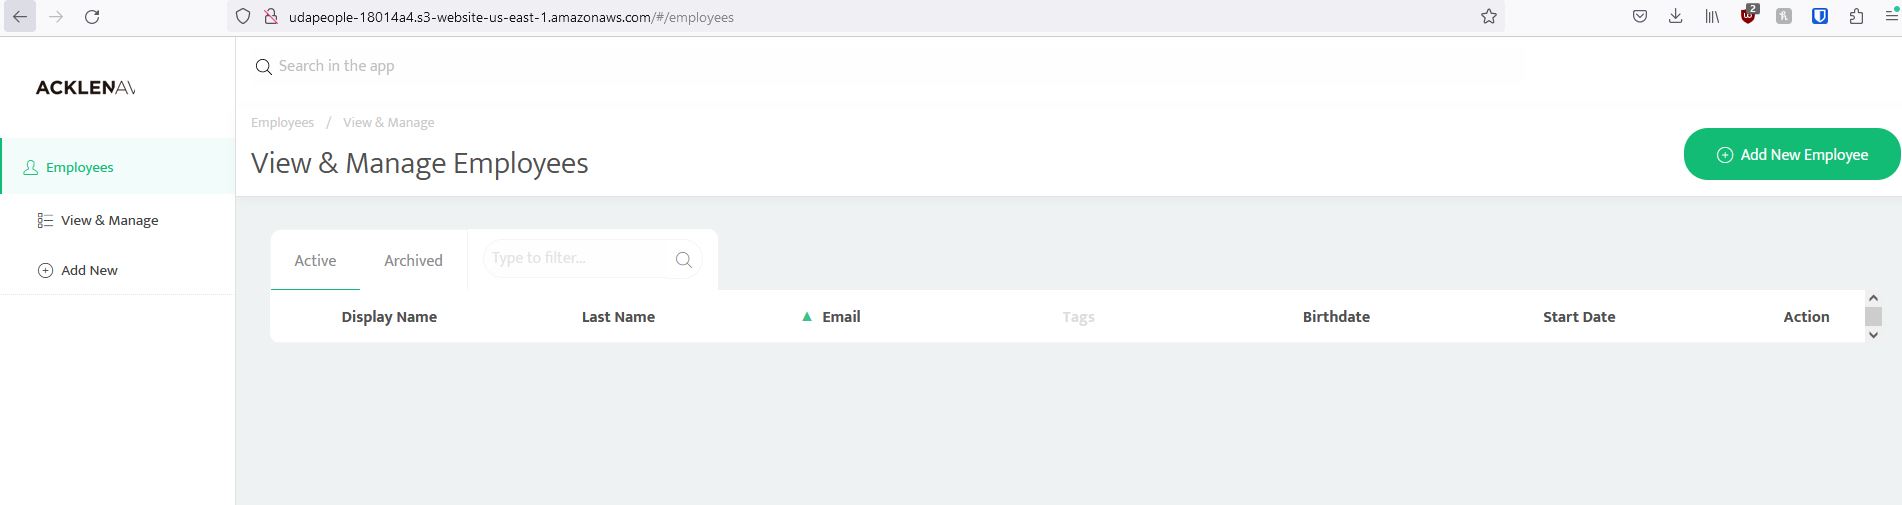 udapeople-18014a4.s3-website-us-east-1.amazonaws.com/#/employees
2
ACKLENAV
Search in the app
Employees / View & Manage
View & Manage Employees
Add New Employee
Employees
View & Manage
Add New
Active Archived Type to filter...
Display Name Last Name Email Tags Birthdate Start Date Action